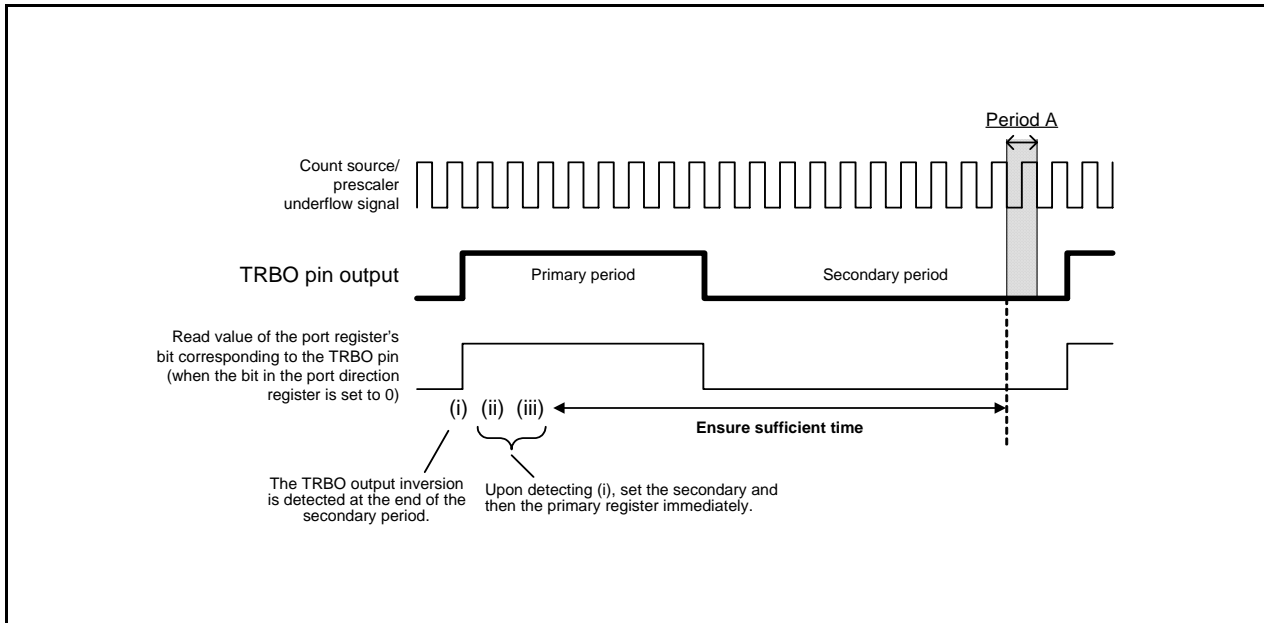 Period A
Count source/
prescaler
underflow signal
TRBO pin output
Primary period
Secondary period
Read value of the port register's
bit corresponding to the TRBO pin
(when the bit in the port direction
register is set to 0)
(i) (ii) (iii)
Ensure sufficient time
The TRBO output inversion
is detected at the end of the
secondary period.
Upon detecting (i), set the secondary and
then the primary register immediately.